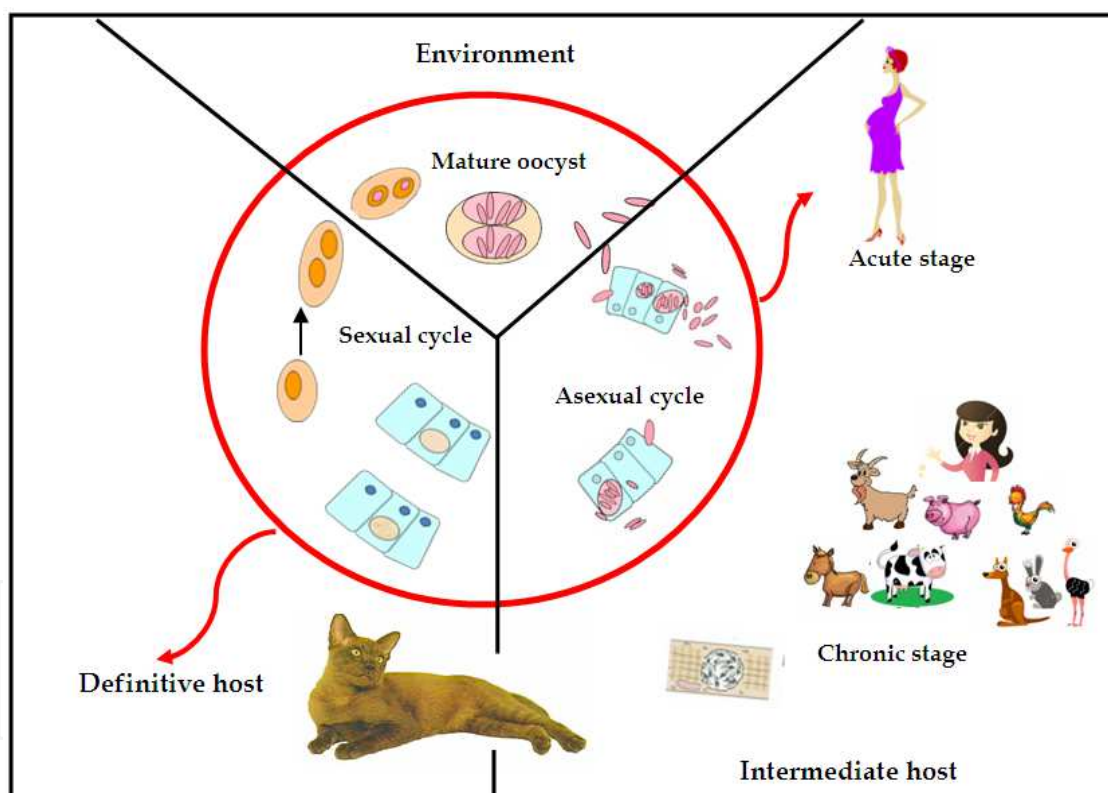 Environment
Mature oocyst
Acute stage
Sexual cycle
Asexual cycle
Chronic stage
Definitive host
Intermediate host